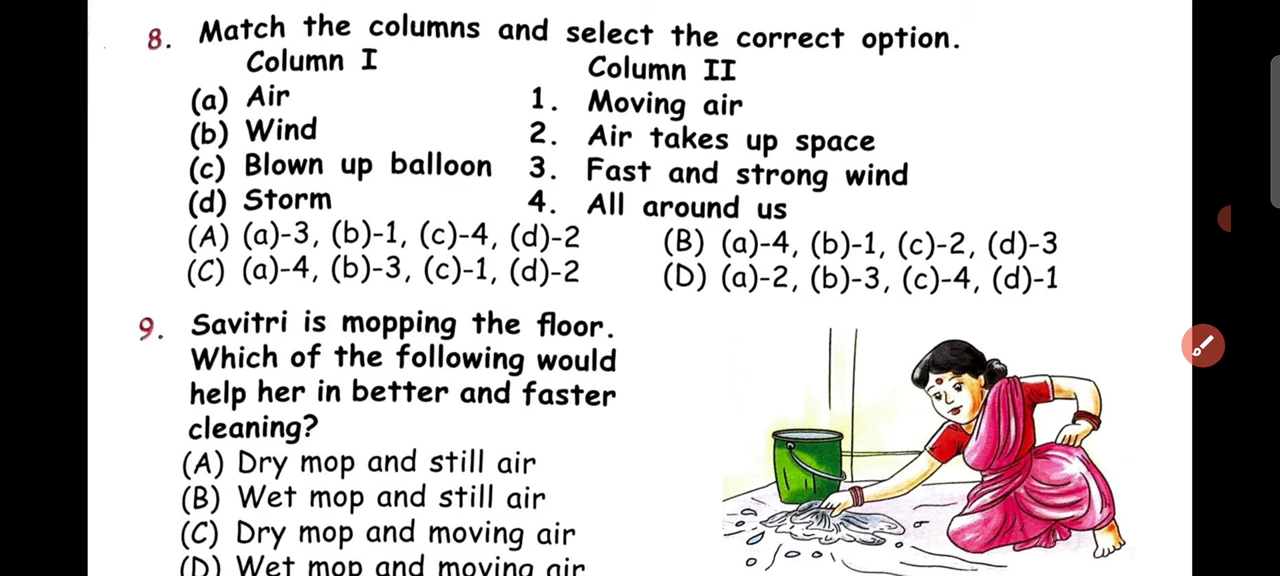 8. Match the columns and select the correct option.
Column I Column II
(a) Air 1. Moving air
(b) Wind 2. Air takes up space
(c) Blown up balloon 3. Fast and strong wind
(d) Storm 4. All around us
(A) (a)-3, (b)-1, (c)-4, (d)-2 (B) (a)-4, (b)-1, (c)-2, (d)-3
(C) (a)-4, (b)-3, (c)-1, (d)-2 (D) (a)-2, (b)-3, (c)-4, (d)-1
9. Savitri is mopping the floor.
Which of the following would
help her in better and faster
cleaning?
(A) Dry mop and still air
(B) Wet mop and still air
(C) Dry mop and moving air
(D) Wet mop and moving air